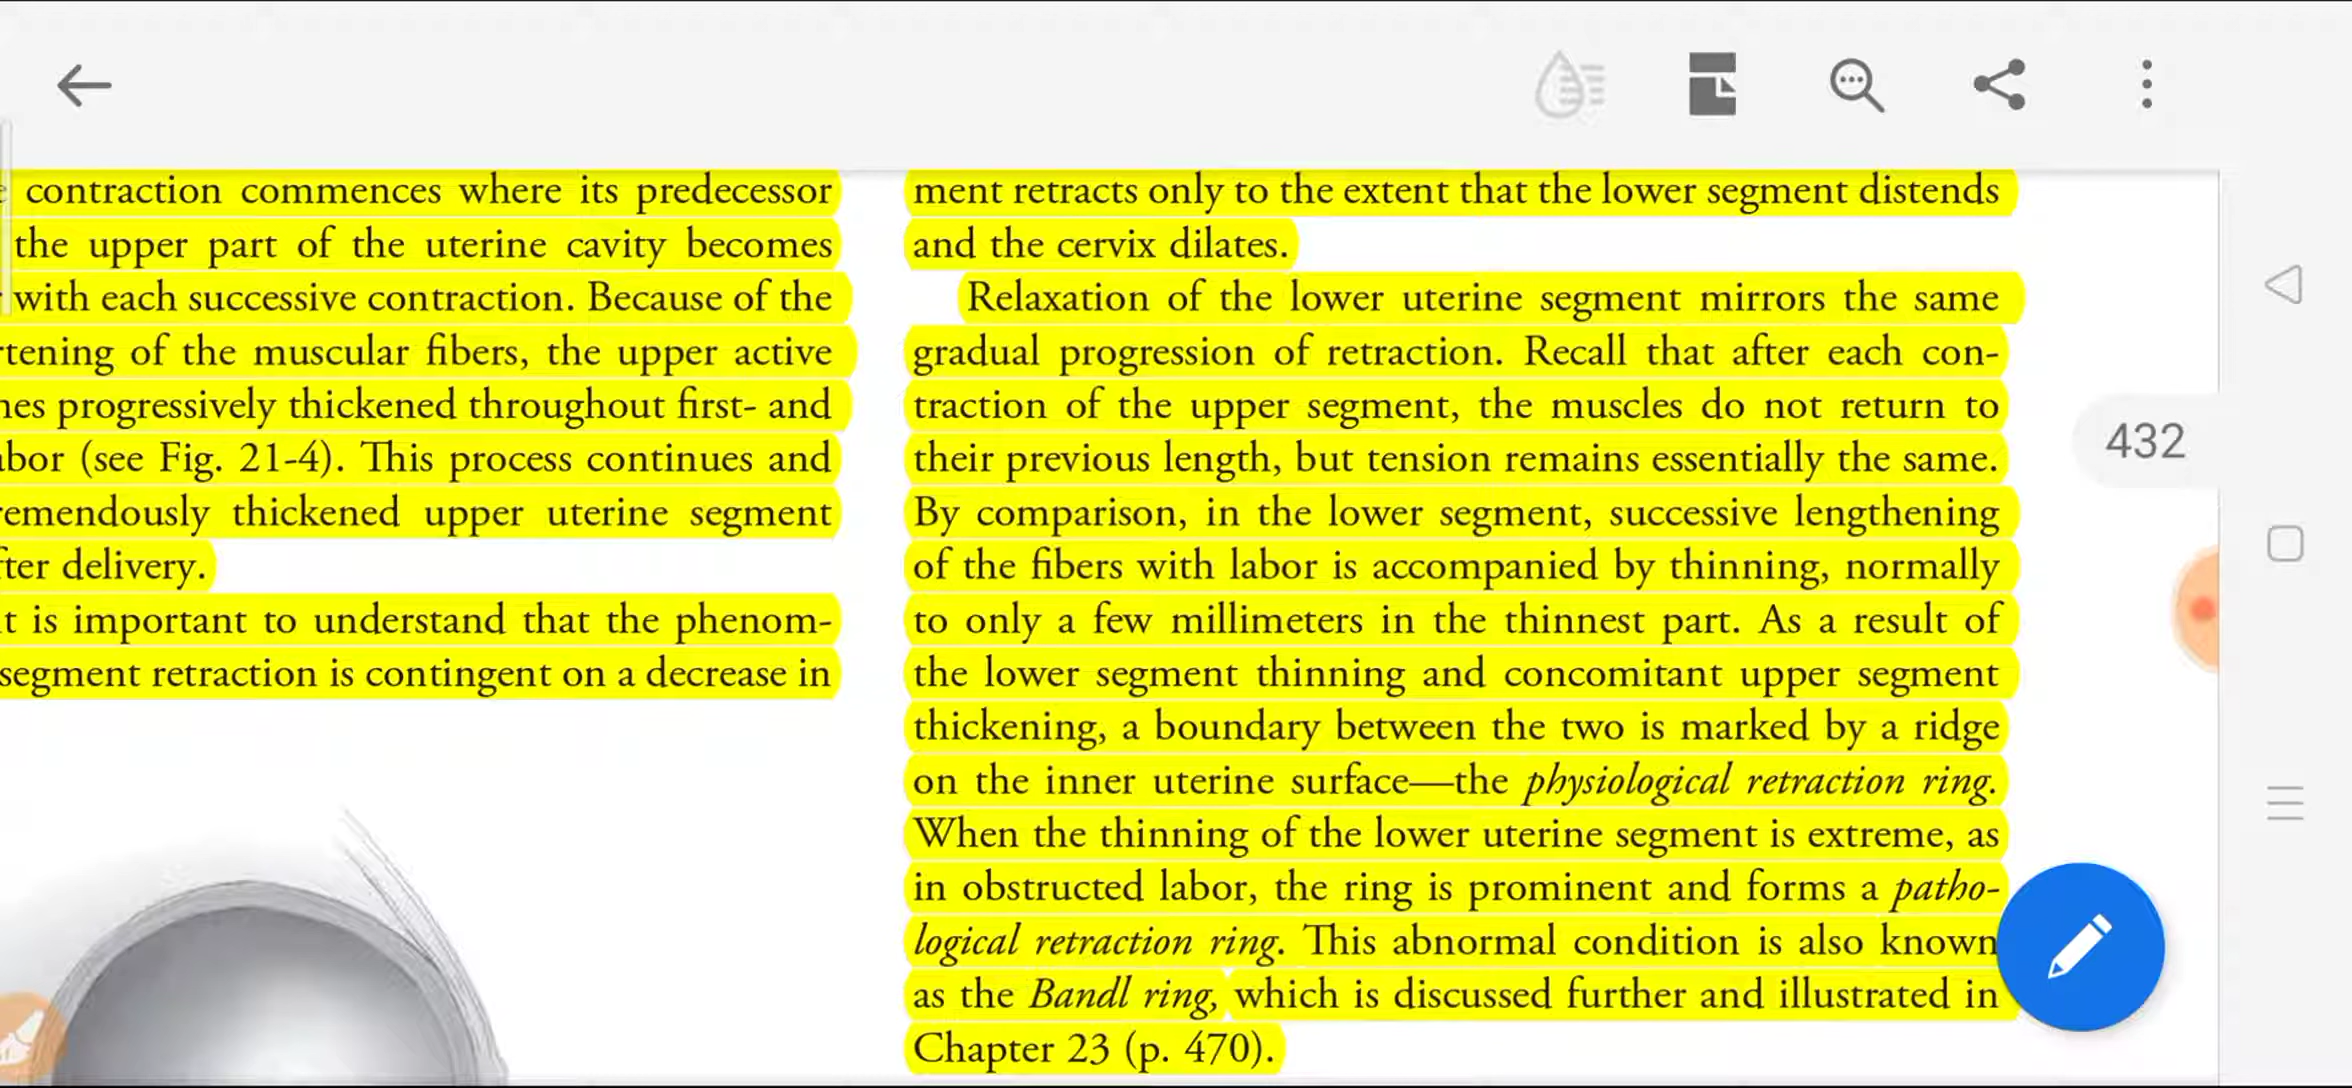 contraction commences where its predecessor
the upper part of the uterine cavity becomes
with each successive contraction. Because of the
tening of the muscular fibers, the upper active
nes progressively thickened throughout first- and
abor (see Fig. 21-4). This process continues and
remendously thickened upper uterine segment
fter delivery.
t is important to understand that the phenom-
segment retraction is contingent on a decrease in
ment retracts only to the extent that the lower segment distends
and the cervix dilates.
Relaxation of the lower uterine segment mirrors the same
gradual progression of retraction. Recall that after each con-
traction of the upper segment, the muscles do not return to
their previous length, but tension remains essentially the same.
By comparison, in the lower segment, successive lengthening
of the fibers with labor is accompanied by thinning, normally
to only a few millimeters in the thinnest part. As a result of
the lower segment thinning and concomitant upper segment
thickening, a boundary between the two is marked by a ridge
on the inner uterine surface—the physiological retraction ring.
When the thinning of the lower uterine segment is extreme, as
in obstructed labor, the ring is prominent and forms a patho-
logical retraction ring. This abnormal condition is also known
as the Bandl ring, which is discussed further and illustrated in
Chapter 23 (p. 470).
432